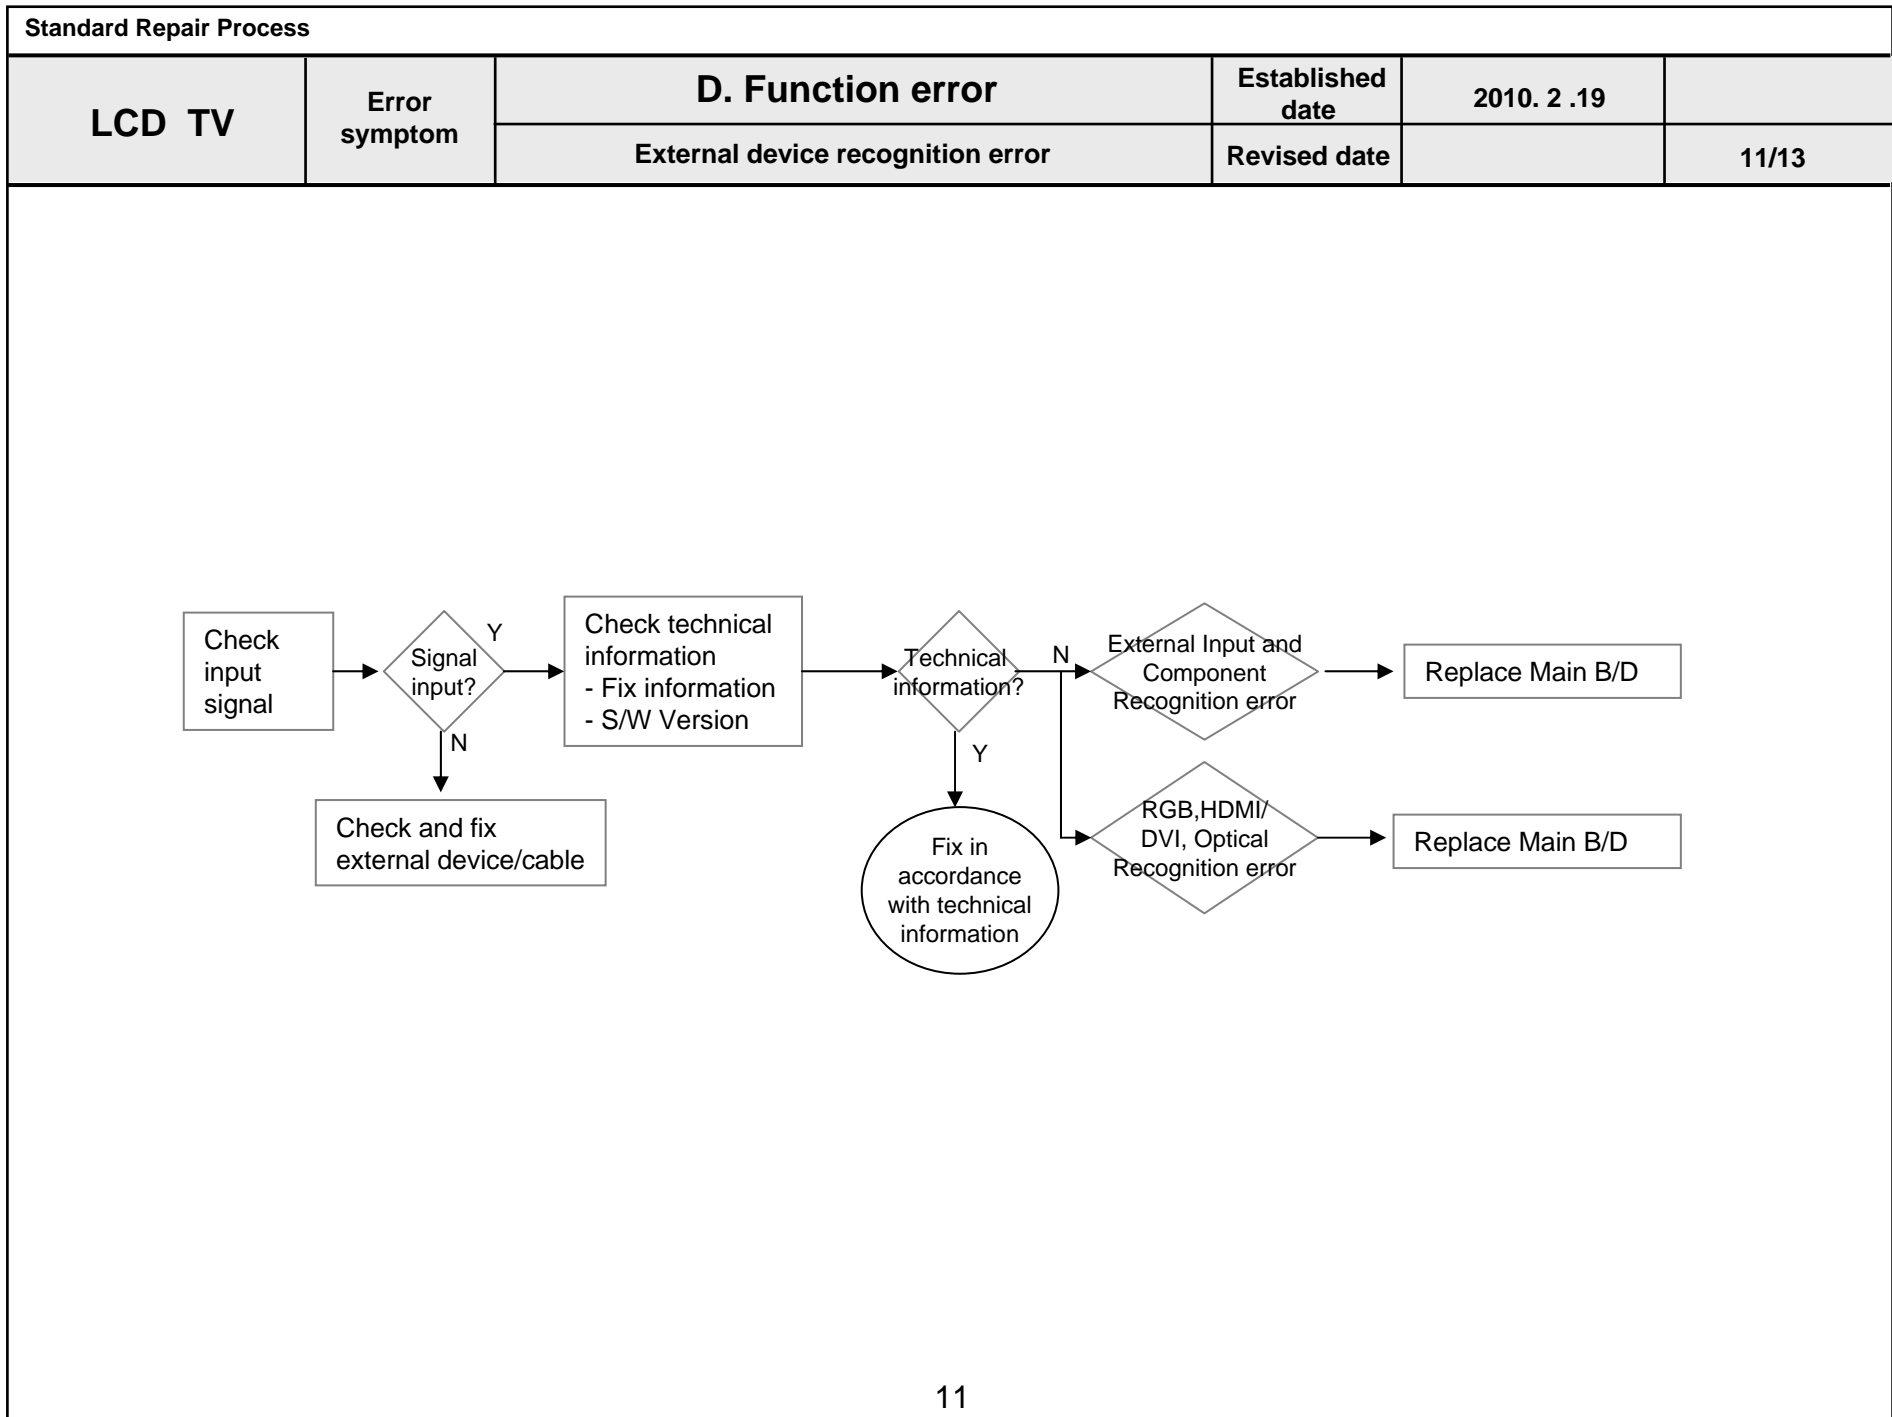 Standard Repair Process
LCD  TV
Error
symptom
D. Function error
External device recognition error
Established
date
2010. 2 .19
Revised date
11/13
Check
input
signal
Signal
input?
Y
N
Check and fix
external device/cable
Check technical
information
- Fix information
- S/W Version
Technical
information?
N
Y
Fix in
accordance
with technical
information
External Input and
Component
Recognition error
Replace Main B/D
RGB,HDMI/
DVI, Optical
Recognition error
Replace Main B/D
11